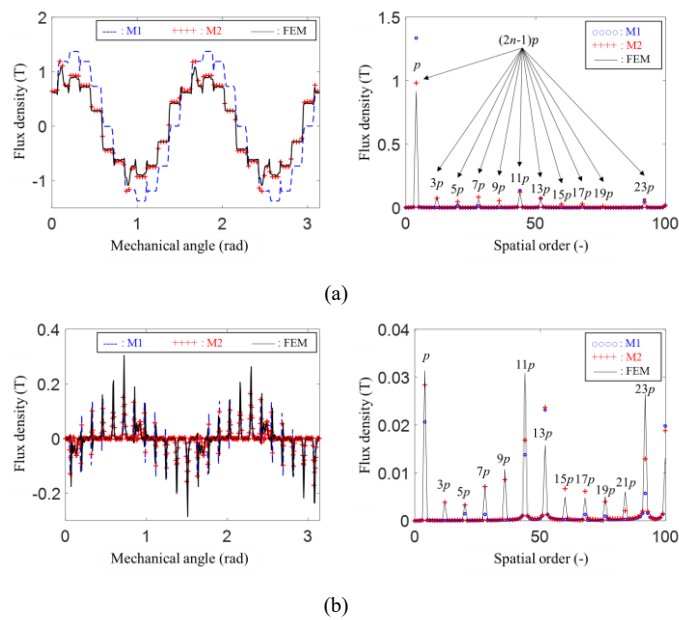 2
1
0
-1
Flux density (T)
0
1
2
3
Mechanical angle (rad)
: M1
: M2
: FEM
1.5
1
0.5
0
Flux density (T)
0
50
100
Spatial order (-)
: M1
: M2
: FEM
(2n-1)p
p
3p
5p
7p
9p
11p
13p
15p
17p
19p
23p
(a)
0.4
0.2
0
-0.2
Flux density (T)
0
1
2
3
Mechanical angle (rad)
: M1
: M2
: FEM
0.04
0.03
0.02
0.01
0
Flux density (T)
0
50
100
Spatial order (-)
: M1
: M2
: FEM
p
3p
5p
7p
9p
11p
13p
15p
17p
19p
21p
23p
(b)